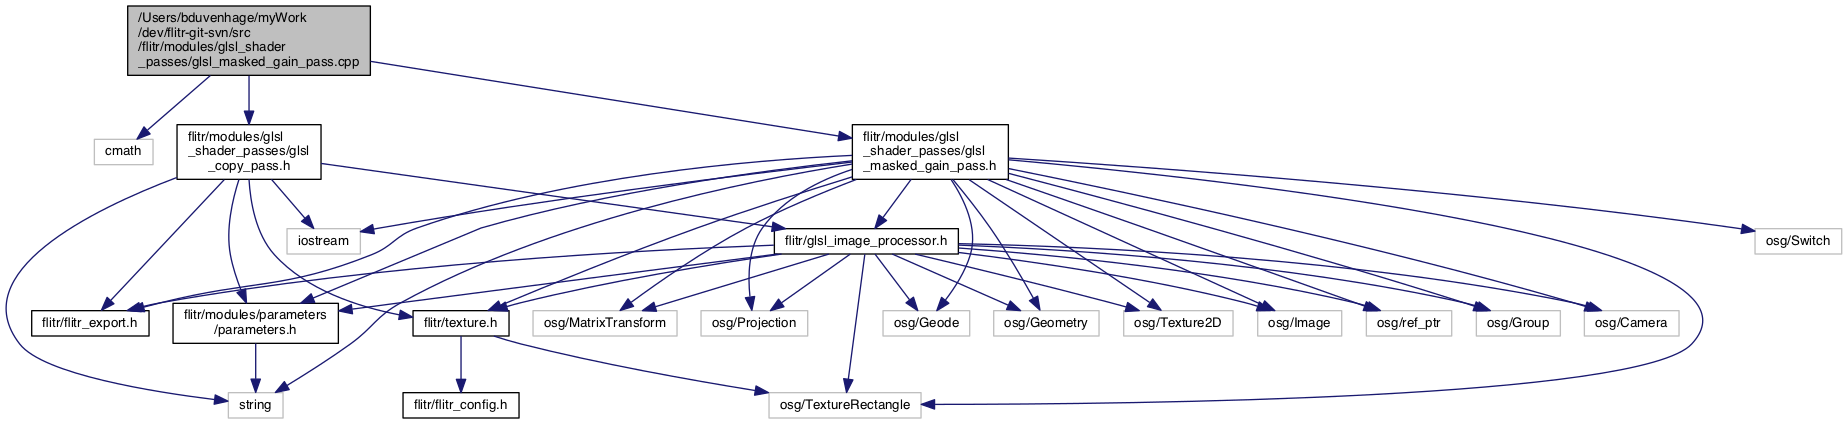 /Users/bduvenhage/myWork
/dev/flitr-git-svn/src
/flitr/modules/glsl_shader
_passes/glsl_masked_gain_pass.cpp
cmath
flitr/modules/glsl
_shader_passes/glsl
_copy_pass.h
flitr/modules/glsl
_shader_passes/glsl
_masked_gain_pass.h
iostream
flitr/glsl_image_processor.h
osg/Switch
flitr/flitr_export.h
flitr/modules/parameters
/parameters.h
flitr/texture.h
osg/MatrixTransform
osg/Projection
osg/Geode
osg/Geometry
osg/Texture2D
osg/Image
osg/ref_ptr
osg/Group
osg/Camera
string
flitr/flitr_config.h
osg/TextureRectangle